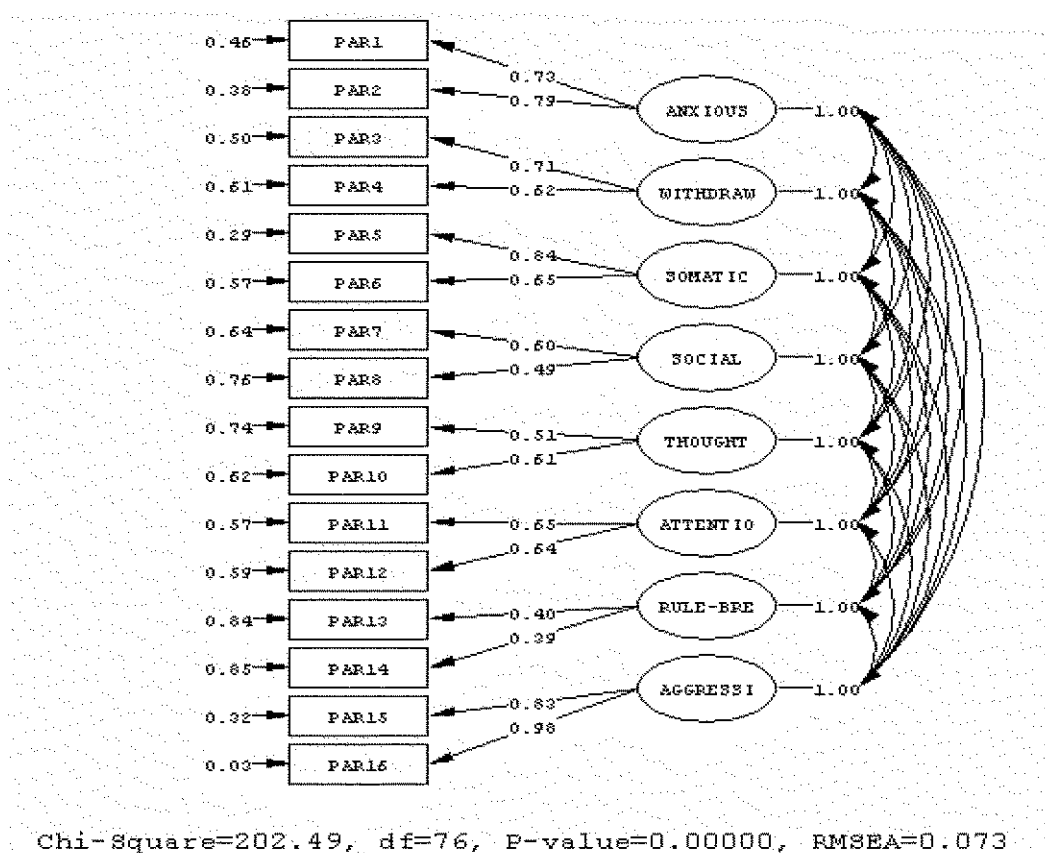 0.46 PAR1
0.73
0.38 PAR2
0.79
ANXIOUS 1.00
0.50 PAR3
0.71
0.61 PAR4
0.62
WITHDRAW 1.00
0.29 PAR5
0.84
0.57 PAR6
0.65
SOMATIC 1.00
0.64 PAR7
0.60
0.76 PAR8
0.49
SOCIAL 1.00
0.74 PAR9
0.51
0.62 PAR10
0.61
THOUGHT 1.00
0.57 PAR11
0.65
0.59 PAR12
0.64
ATTENTIO 1.00
0.84 PAR13
0.40
0.85 PAR14
0.39
RULE-BRE 1.00
0.32 PAR15
0.83
0.03 PAR16
0.98
AGGRESSI 1.00
Chi-Square=202.49, df=76, P-value=0.00000, RMSEA=0.073